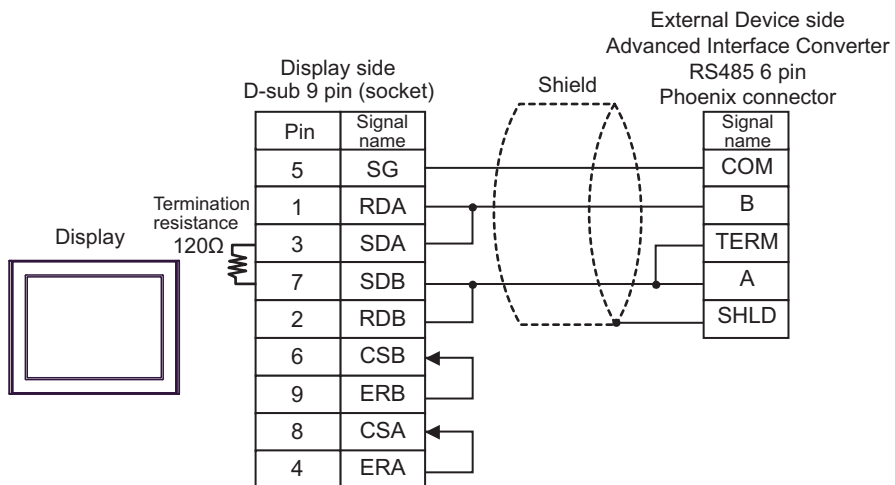 External Device side
Advanced Interface Converter
RS485 6 pin
Phoenix connector
Display side
D-sub 9 pin (socket)
Shield
Pin
Signal
name
Signal
name
5 SG
COM
Termination
resistance
120Ω
1 RDA
B
Display
3 SDA
TERM
7 SDB
A
2 RDB
SHLD
6 CSB
9 ERB
8 CSA
4 ERA